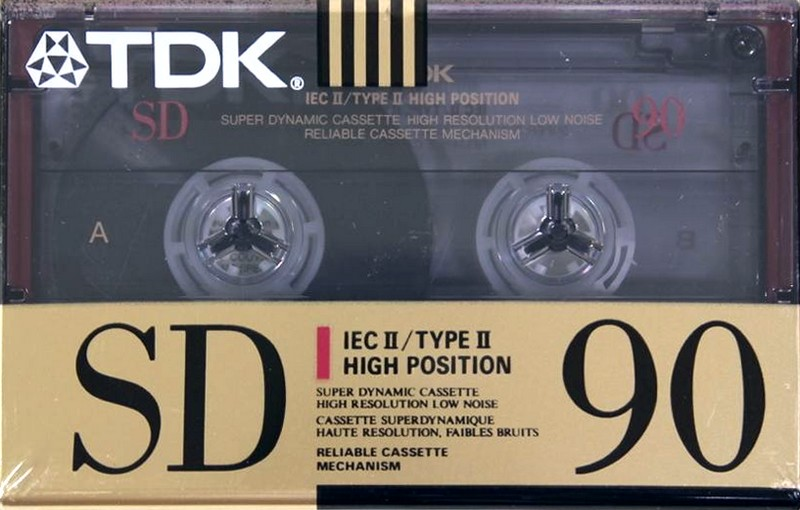 TDK®
DK
IEC II/TYPE II HIGH POSITION
SD
90
SUPER DYNAMIC CASSETTE HIGH RESOLUTION LOW NOISE
RELIABLE CASSETTE MECHANISM
SD
A
B
SD
IEC II/TYPE II
HIGH POSITION
90
SUPER DYNAMIC CASSETTE
HIGH RESOLUTION LOW NOISE
CASSETTE SUPERDYNAMIQUE
HAUTE RESOLUTION, FAIBLES BRUITS
RELIABLE CASSETTE
MECHANISM